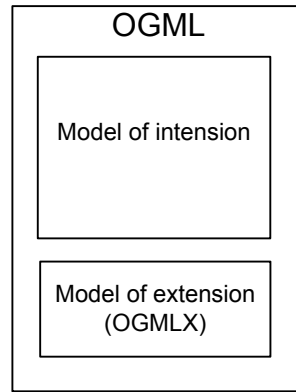 OGML
Model of intension
Model of extension
(OGMLX)